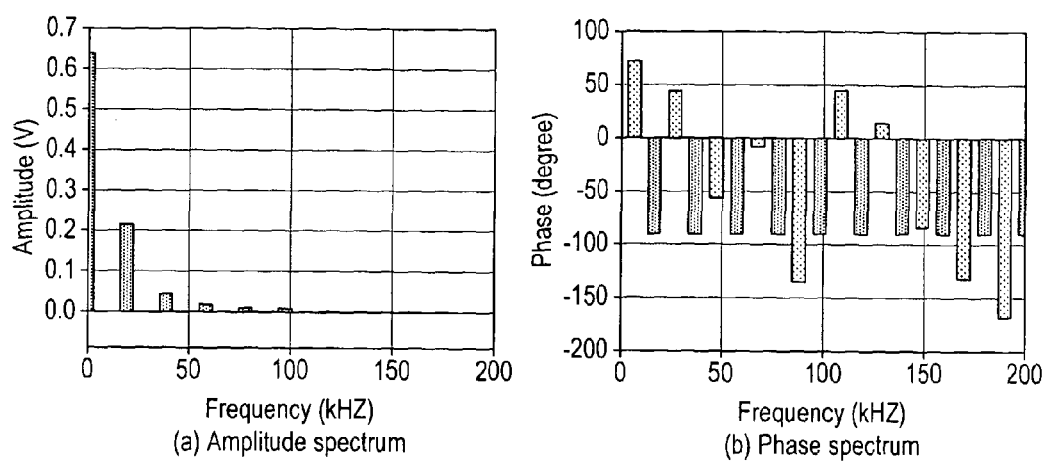 0.7
0.6
0.5
0.4
0.3
0.2
0.1
0.0
Amplitude (V)
0 50 100 150 200
Frequency (kHZ)
(a) Amplitude spectrum
100
50
0
-50
-100
-150
-200
Phase (degree)
0 50 100 150 200
Frequency (kHZ)
(b) Phase spectrum